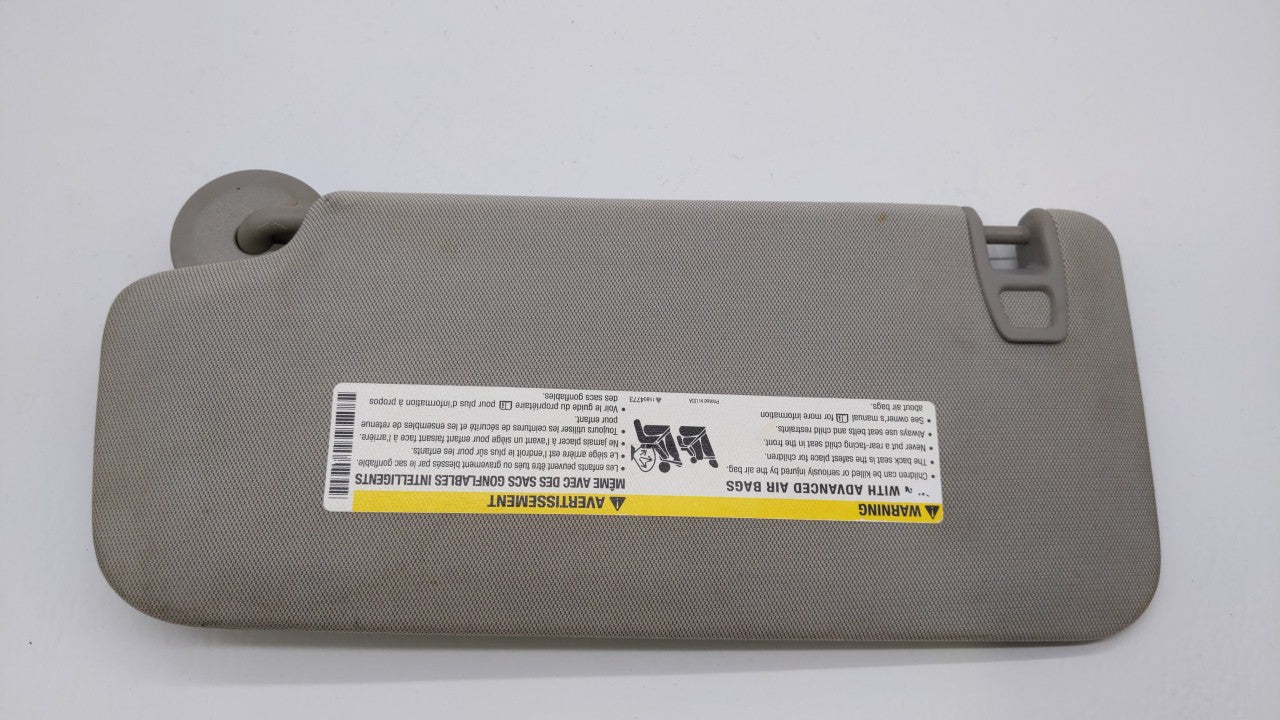 WARNING
WITH ADVANCED AIR BAGS
• Children can be killed or seriously injured by the air bag.
• The back seat is the safest place for children.
• Never put a rear-facing child seat in the front.
• Always use seat belts and child restraints.
• See owner's manual for more information
about air bags.
Printed in USA
AVERTISSEMENT
MÊME AVEC DES SACS GONFLABLES INTELLIGENTS
• Les enfants peuvent être tués ou gravement blessés par le sac gonflable.
• Le siège arrière est l'endroit le plus sûr pour les enfants.
• Ne jamais placer à l'avant un siège pour enfant faisant face à l'arrière.
• Toujours utiliser les ceintures de sécurité et les ensembles de retenue
pour enfant.
• Voir le guide du propriétaire pour plus d'information à propos
des sacs gonflables.